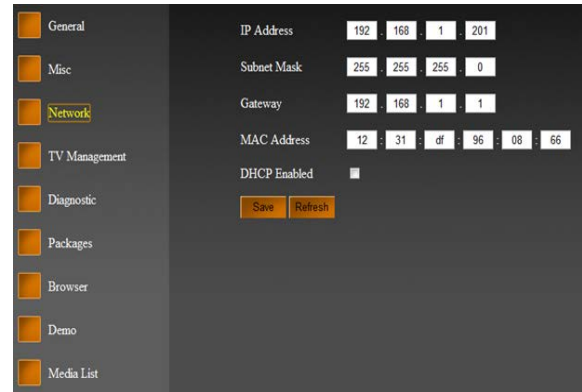 General
Misc
Network
TV Management
Diagnostic
Packages
Browser
Demo
Media List
IP Address 192 . 168 . 1 . 201
Subnet Mask 255 . 255 . 255 . 0
Gateway 192 . 168 . 1 . 1
MAC Address 12 : 31 : df : 96 : 08 : 66
DHCP Enabled
Save Refresh